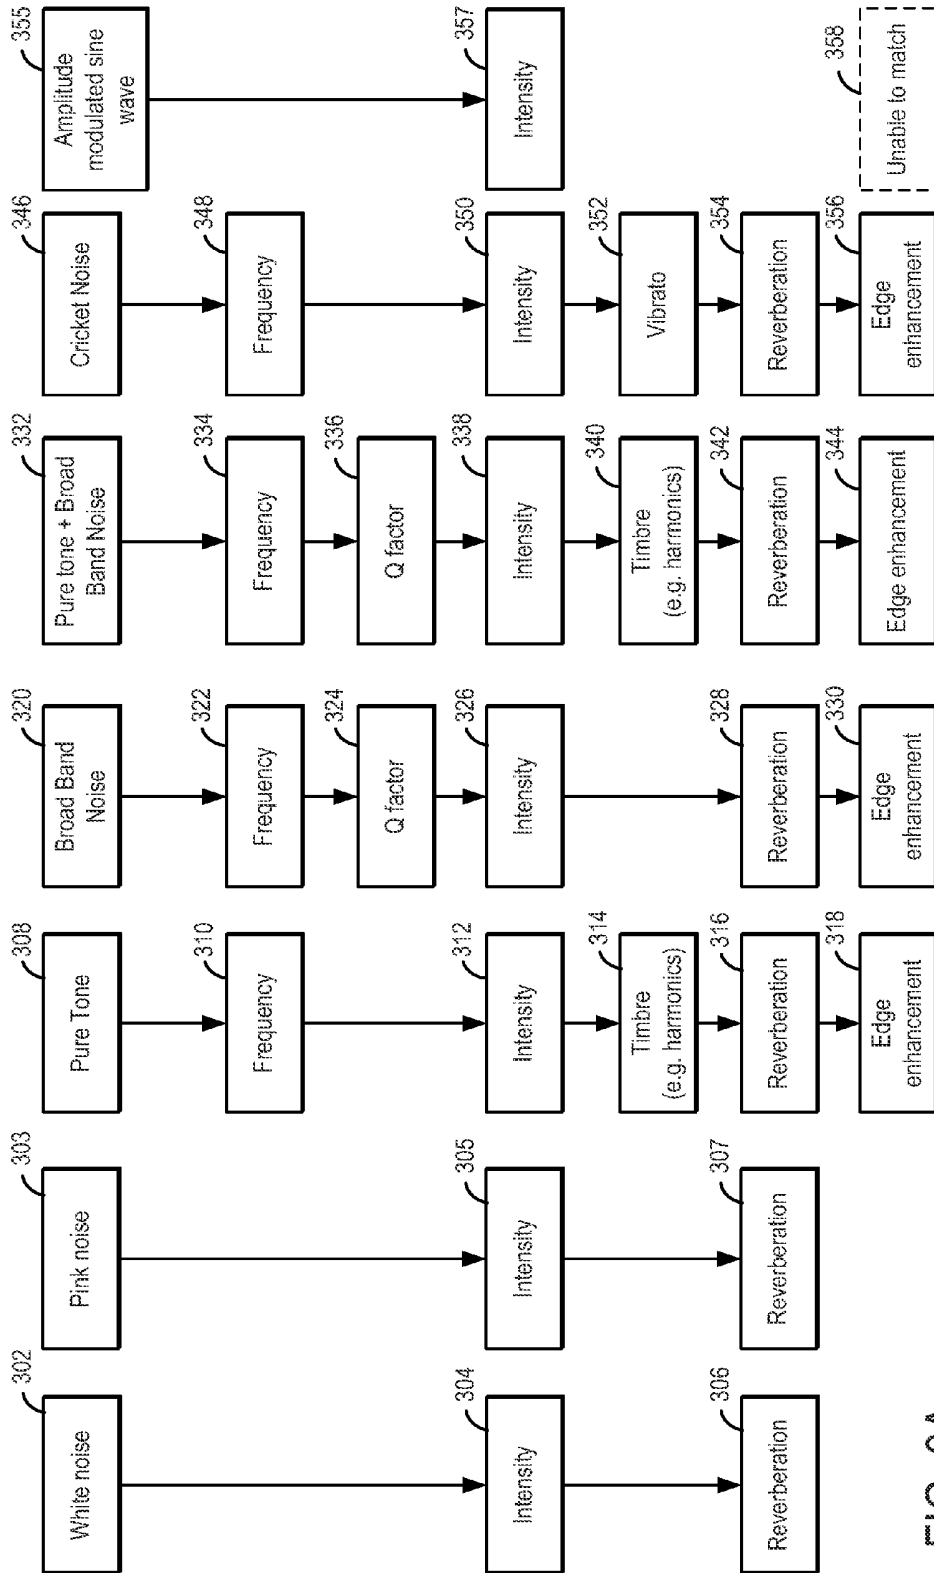 302
White noise
304
Intensity
306
Reverberation
303
Pink noise
305
Intensity
307
Reverberation
308
Pure Tone
310
Frequency
312
Intensity
314
Timbre
(e.g. harmonics)
316
Reverberation
318
Edge
enhancement
320
Broad Band
Noise
322
Frequency
324
Q factor
326
Intensity
328
Reverberation
330
Edge
enhancement
332
Pure tone + Broad
Band Noise
334
Frequency
336
Q factor
338
Intensity
340
Timbre
(e.g. harmonics)
342
Reverberation
344
Edge enhancement
346
Cricket Noise
348
Frequency
350
Intensity
352
Vibrato
354
Reverberation
356
Edge
enhancement
355
Amplitude
modulated sine
wave
357
Intensity
358
Unable to match